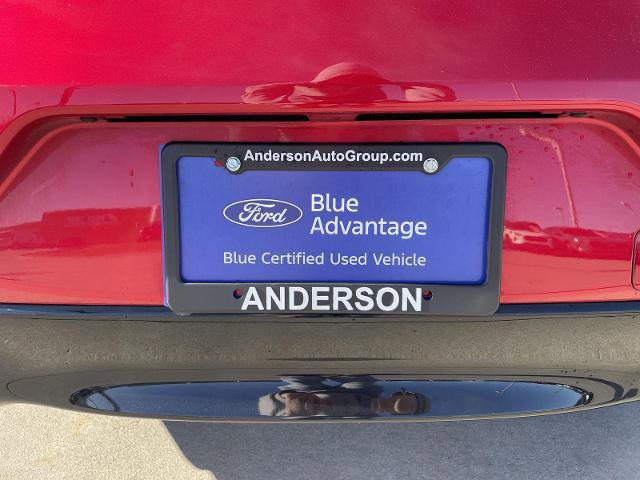 AndersonAutoGroup.com
Ford
Blue
Advantage
Blue Certified Used Vehicle
ANDERSON